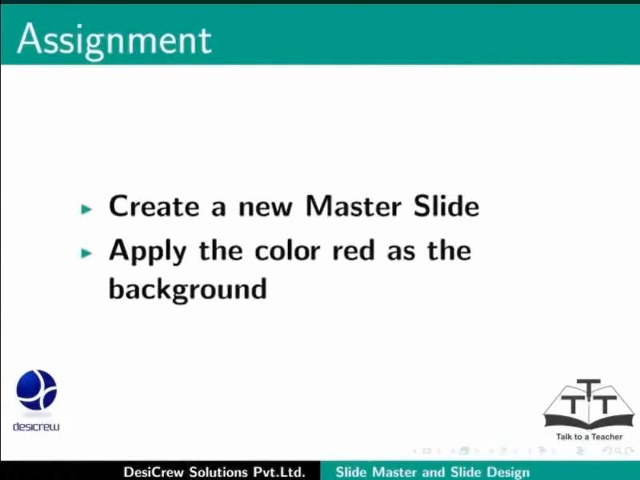 Assignment
Create a new Master Slide
Apply the color red as the
background
desicrew
T T T
Talk to a Teacher
DesiCrew Solutions Pvt.Ltd. Slide Master and Slide Design